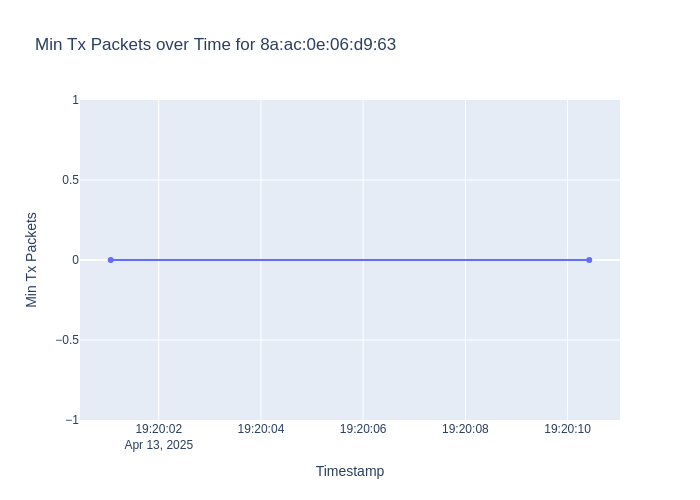 Min Tx Packets over Time for 8a:ac:0e:06:d9:63
1
0.5
0
−0.5
−1
Min Tx Packets
19:20:02 19:20:04 19:20:06 19:20:08 19:20:10
Apr 13, 2025
Timestamp